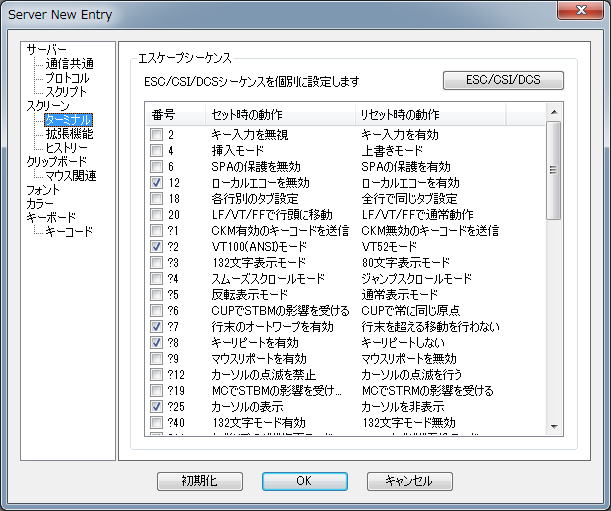 Server New Entry
サーバー
通信共通
プロトコル
スクリプト
スクリーン
ターミナル
拡張機能
ヒストリー
クリップボード
マウス関連
フォント
カラー
キーボード
キーコード
エスケープシーケンス
ESC/CSI/DCSシーケンスを個別に設定します ESC/CSI/DCS
番号 セット時の動作 リセット時の動作
2 キー入力を無視 キー入力を有効
4 挿入モード 上書きモード
6 SPAの保護を無効 SPAの保護を有効
12 ローカルエコーを無効 ローカルエコーを有効
18 各行別のタブ設定 全行で同じタブ設定
20 LF/VT/FFで行頭に移動 LF/VT/FFで通常動作
?1 CKM有効のキーコードを送信 CKM無効のキーコードを送信
?2 VT100(ANSI)モード VT52モード
?3 132文字表示モード 80文字表示モード
?4 スムーズスクロールモード ジャンプスクロールモード
?5 反転表示モード 通常表示モード
?6 CUPでSTBMの影響を受ける CUPで常に同じ原点
?7 行末のオートワープを有効 行末を超える移動を行わない
?8 キーリピートを有効 キーリピートしない
?9 マウスリポートを有効 マウスリポートを無効
?12 カーソルの点滅を禁止 カーソルの点滅を行う
?19 MCでSTBMの影響を受け... MCでSTRMの影響を受ける
?25 カーソルの表示 カーソルを非表示
?40 132文字モード有効 132文字モード無効
初期化 OK キャンセル